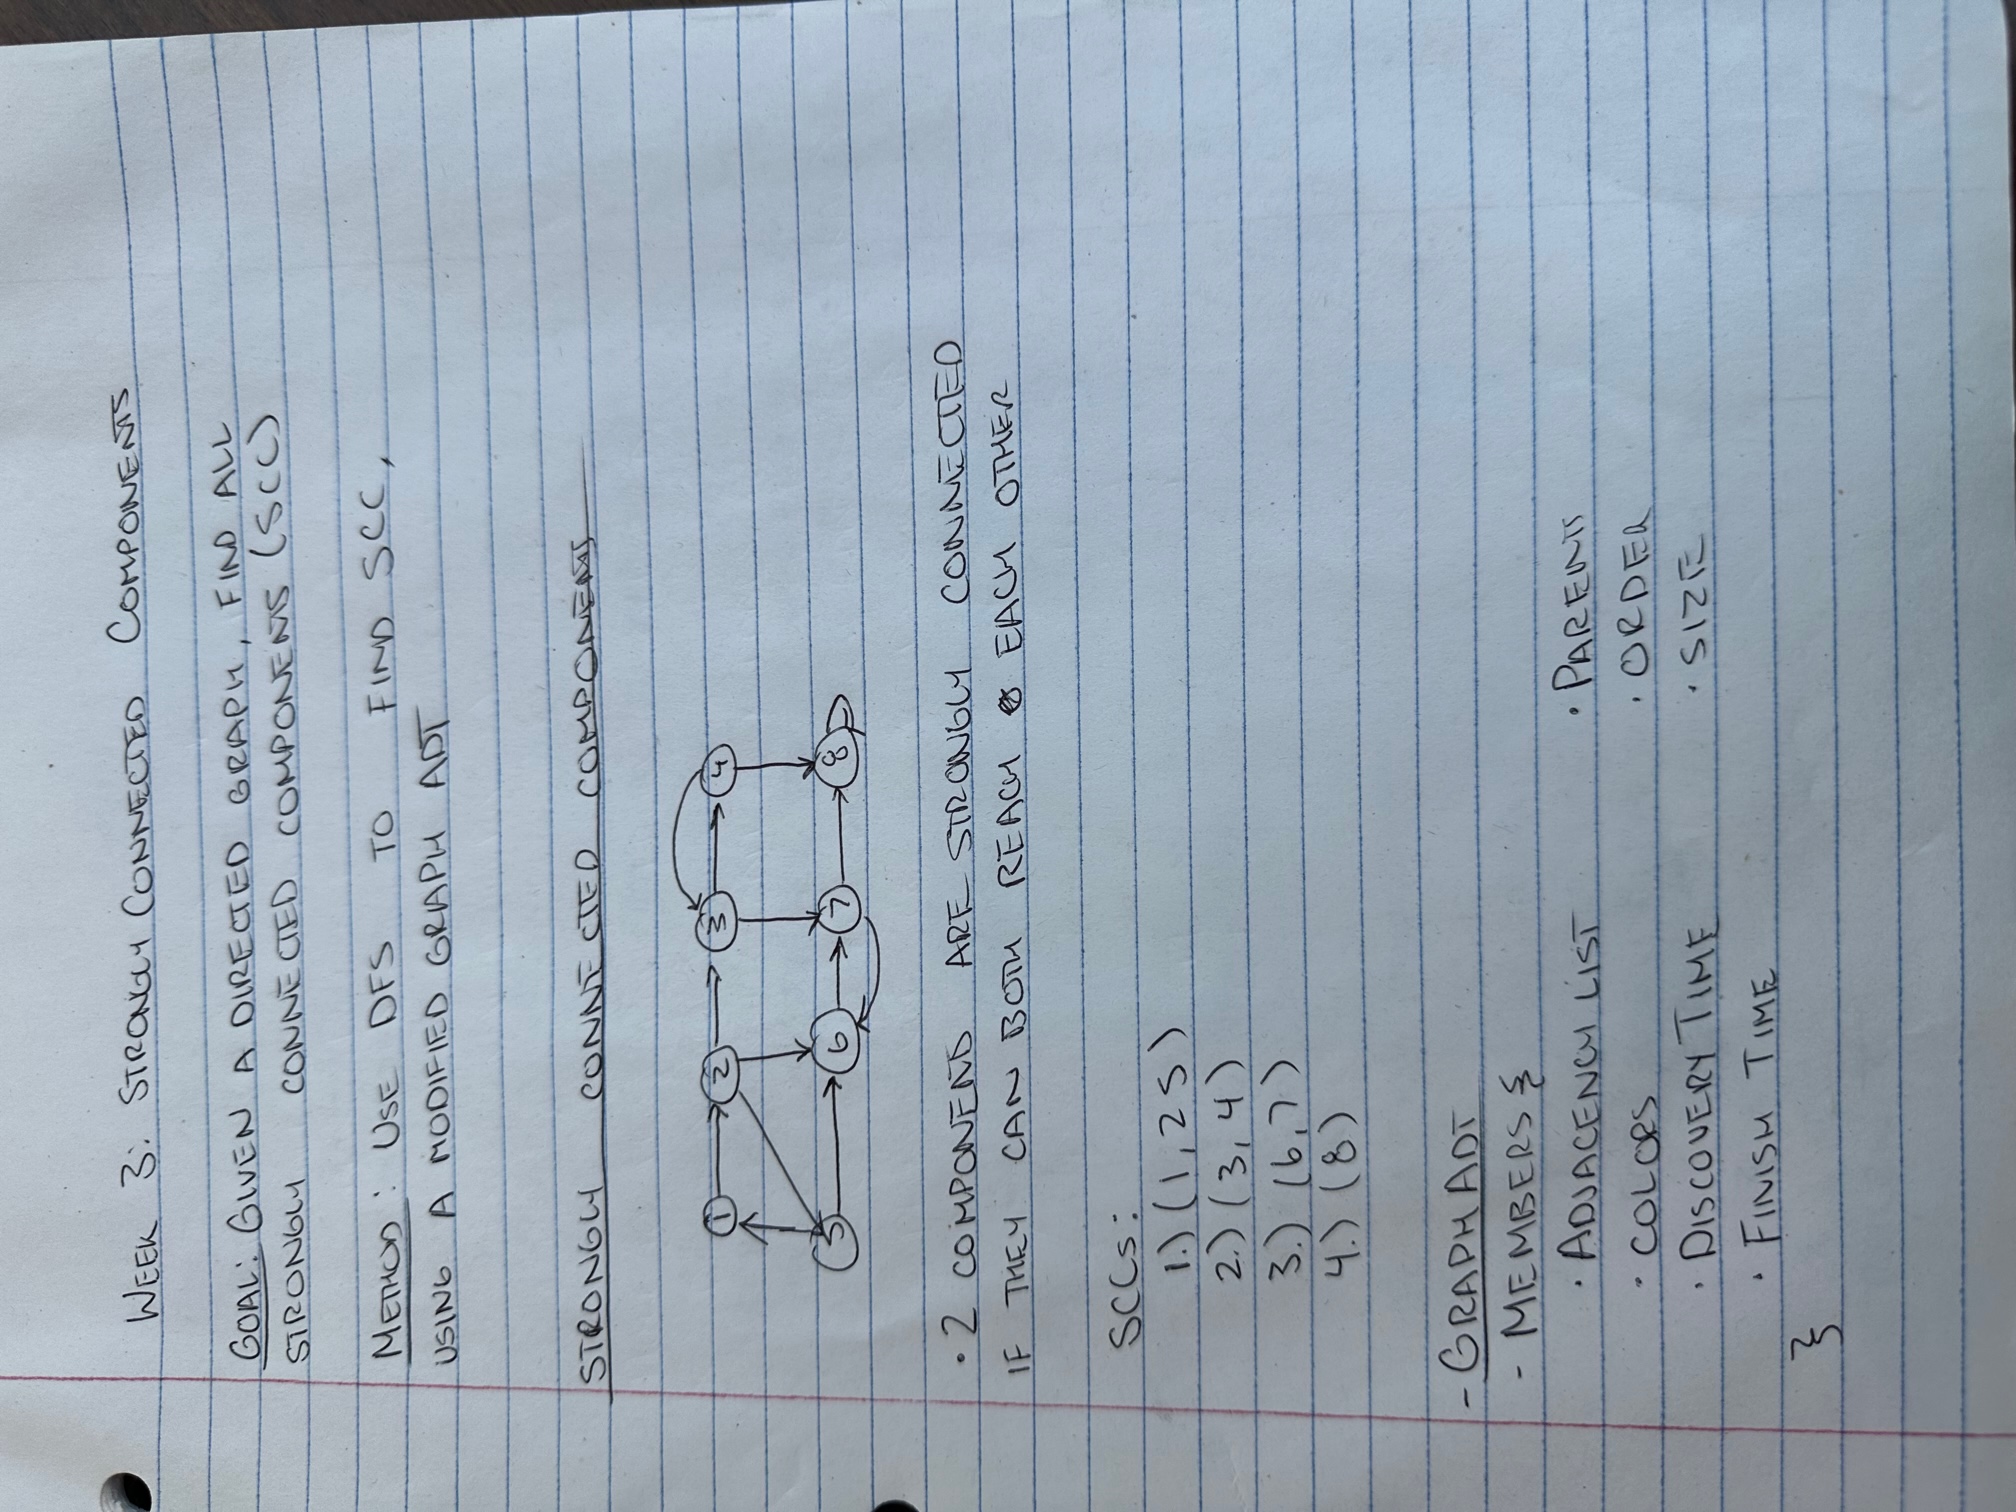 WEEK 3: STRONGLY CONNECTED COMPONENTS
GOAL: GIVEN A DIRECTED GRAPH, FIND ALL
STRONGLY CONNECTED COMPONENTS (SCC)
METHOD: USE DFS TO FIND SCC,
USING A MODIFIED GRAPH ADT
STRONGLY CONNECTED COMPONENTS
1 2 3 4
5 6 7 8
• 2 COMPONENTS ARE STRONGLY CONNECTED
IF THEY CAN BOTH REACH EACH OTHER
SCCs:
1.) (1, 2 5)
2.) (3, 4)
3.) (6, 7)
4.) (8)
- GRAPH ADT
- MEMBERS {
• ADJACENCY LIST • PARENTS
• COLORS • ORDER
• DISCOVERY TIME • SIZE
• FINISH TIME
}